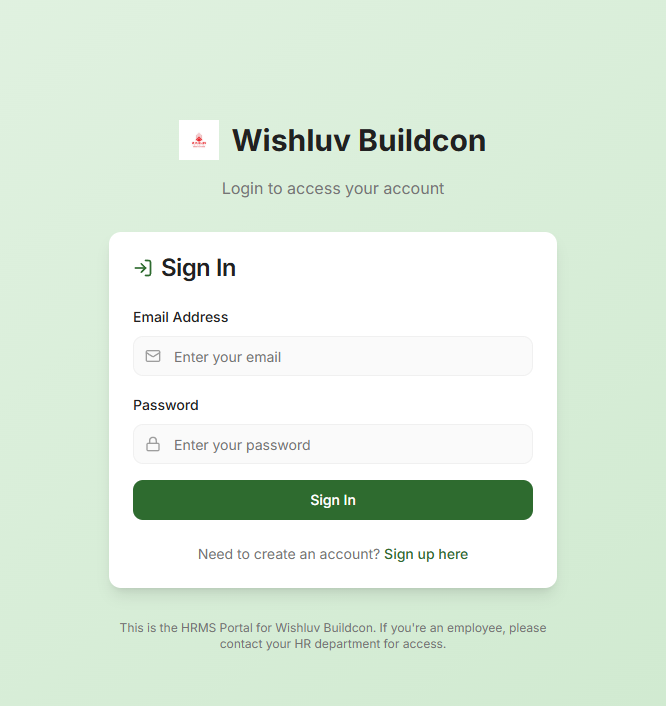 Wishluv Buildcon
Login to access your account
Sign In
Email Address
Enter your email
Password
Enter your password
Sign In
Need to create an account? Sign up here
This is the HRMS Portal for Wishluv Buildcon. If you're an employee, please
contact your HR department for access.